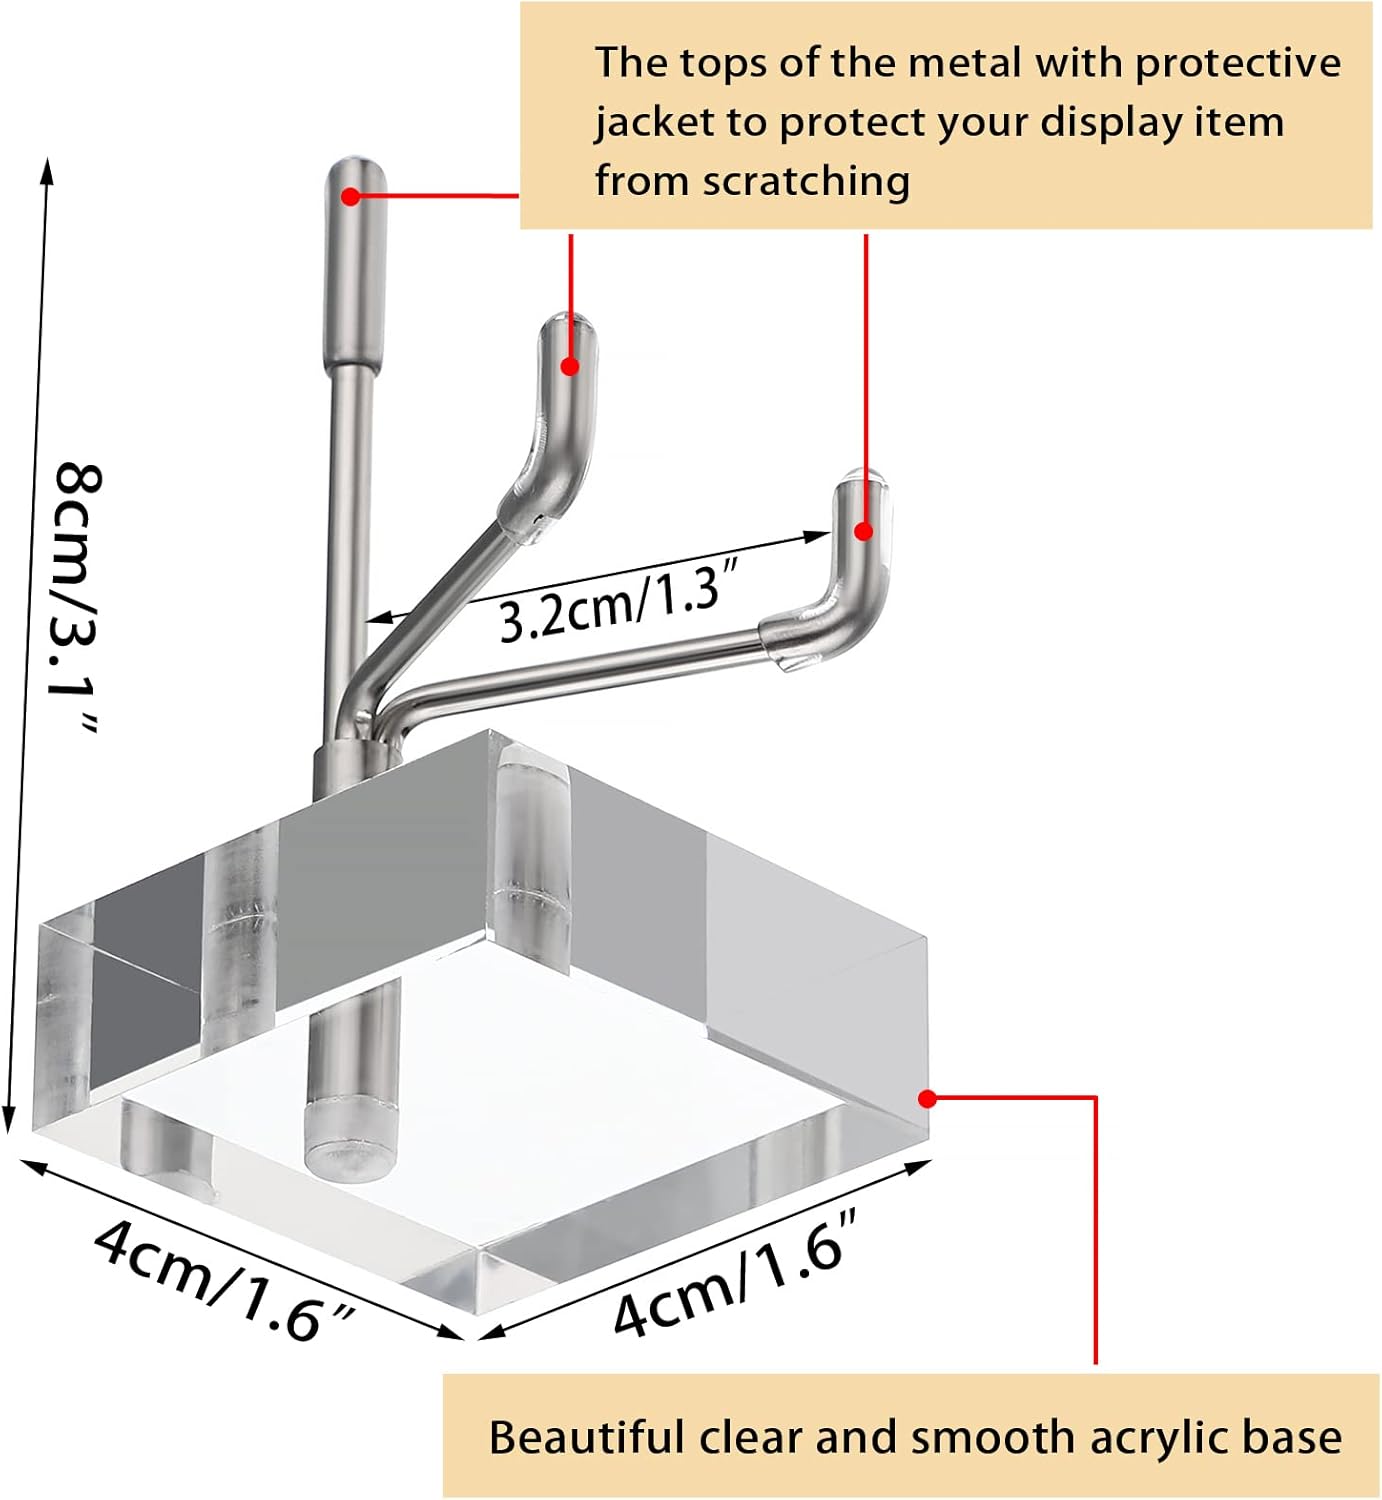 The tops of the metal with protective
jacket to protect your display item
from scratching
8cm/3.1″
3.2cm/1.3″
4cm/1.6″
4cm/1.6″
Beautiful clear and smooth acrylic base